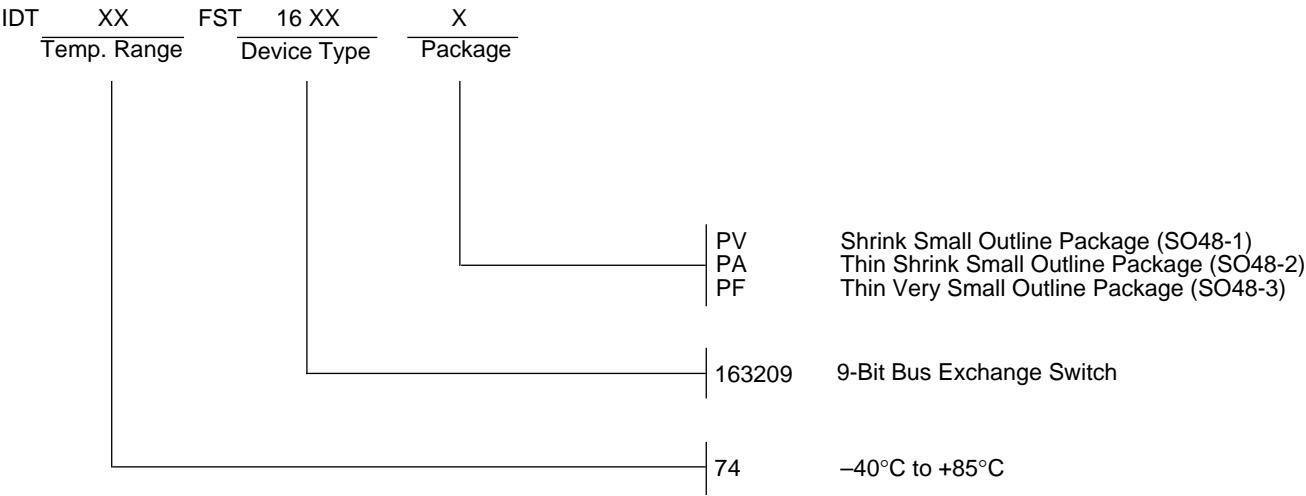 IDT XX FST 16 XX X
Temp. Range Device Type Package
PV Shrink Small Outline Package (SO48-1)
PA Thin Shrink Small Outline Package (SO48-2)
PF Thin Very Small Outline Package (SO48-3)
163209 9-Bit Bus Exchange Switch
74 –40°C to +85°C